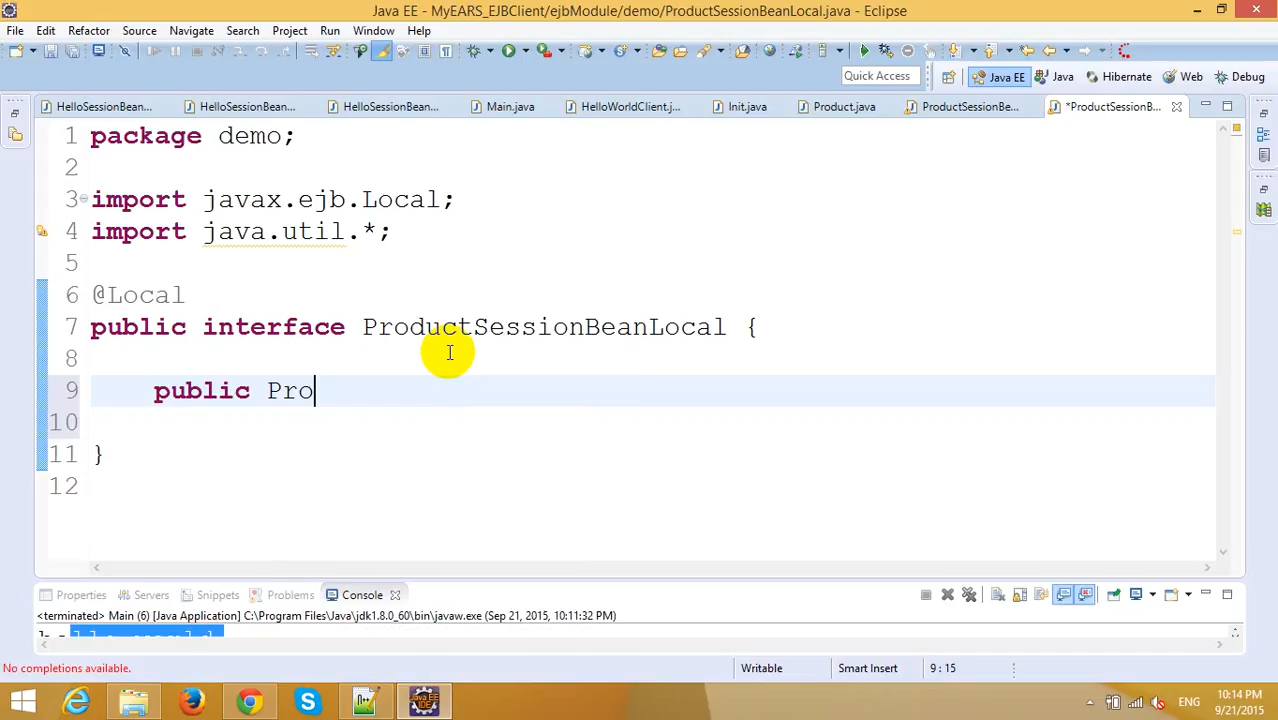 Java EE - MyEARS_EJBClient/ejbModule/demo/ProductSessionBeanLocal.java - Eclipse
File Edit Refactor Source Navigate Search Project Run Window Help
Quick Access Java EE Java Hibernate Web Debug
HelloSessionBean... HelloSessionBean... HelloSessionBean... Main.java HelloWorldClient.j... Init.java Product.java ProductSessionBe... *ProductSessionB...
1 package demo;
2
3 import javax.ejb.Local;
4 import java.util.*;
5
6 @Local
7 public interface ProductSessionBeanLocal {
8
9 public Pro
10
11 }
12
Properties Servers Snippets Problems Console
<terminated> Main (6) [Java Application] C:\Program Files\Java\jdk1.8.0_60\bin\javaw.exe (Sep 21, 2015, 10:11:32 PM)
No completions available. Writable Smart Insert 9 : 15
ENG 10:14 PM
9/21/2015